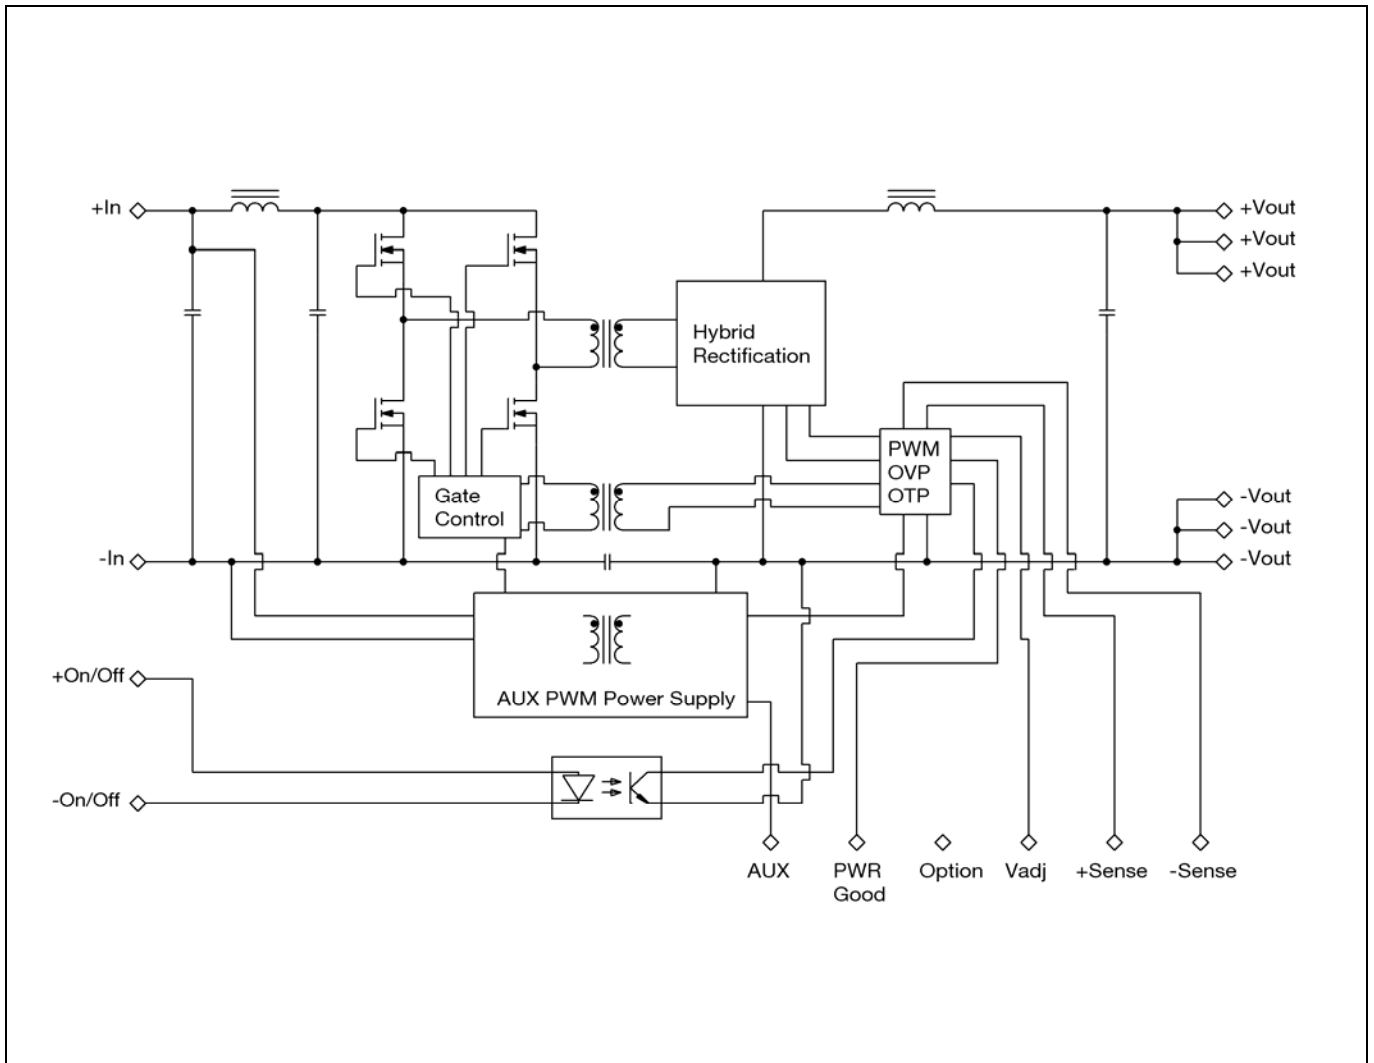 +In
+Vout
+Vout
+Vout
Hybrid
Rectification
PWM
OVP
OTP
Gate
Control
-Vout
-Vout
-In
-Vout
+On/Off
AUX PWM Power Supply
-On/Off
AUX
PWR
Good
Option
Vadj
+Sense
-Sense